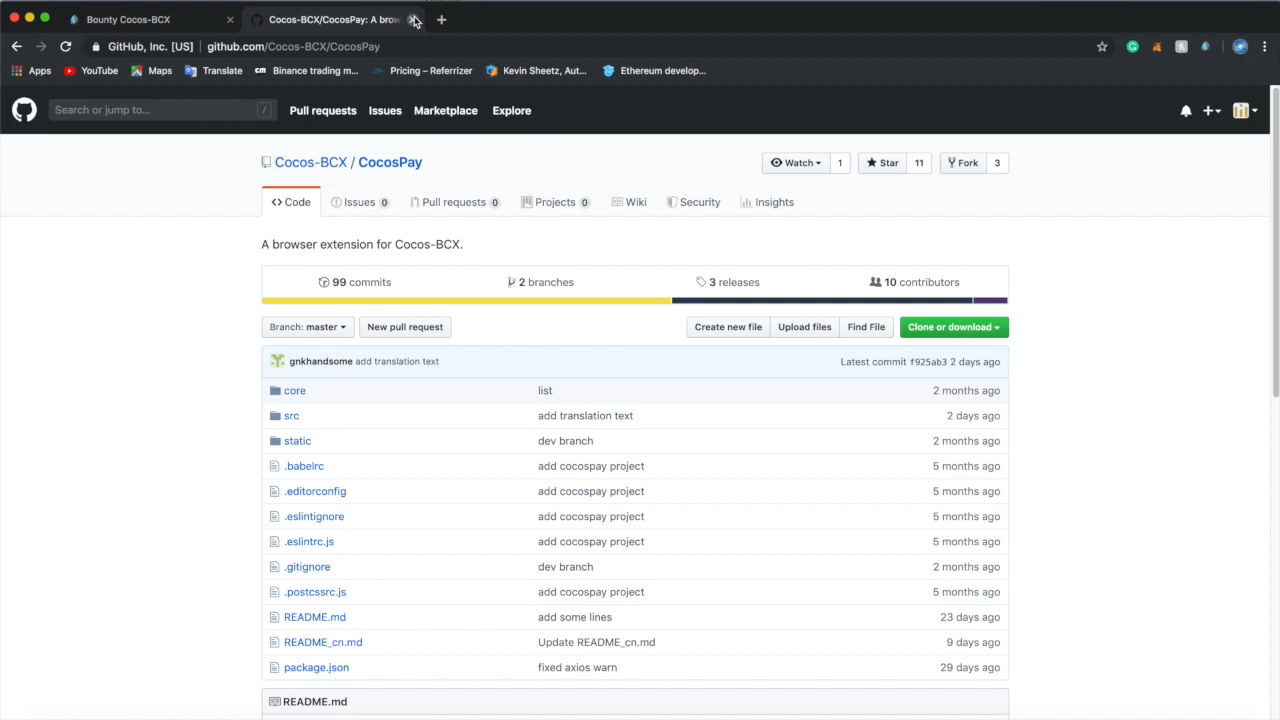 Bounty Cocos-BCX
Cocos-BCX/CocosPay: A brow
GitHub, Inc. [US] github.com/Cocos-BCX/CocosPay
Apps YouTube Maps Translate Binance trading m... Pricing – Referrizer Kevin Sheetz, Aut... Ethereum develop...
Search or jump to... / Pull requests Issues Marketplace Explore
Cocos-BCX / CocosPay
Watch 1 Star 11 Fork 3
Code Issues 0 Pull requests 0 Projects 0 Wiki Security Insights
A browser extension for Cocos-BCX.
99 commits 2 branches 3 releases 10 contributors
Branch: master New pull request Create new file Upload files Find File Clone or download
gnkhandsome add translation text Latest commit f925ab3 2 days ago
core list 2 months ago
src add translation text 2 days ago
static dev branch 2 months ago
.babelrc add cocospay project 5 months ago
.editorconfig add cocospay project 5 months ago
.eslintignore add cocospay project 5 months ago
.eslintrc.js add cocospay project 5 months ago
.gitignore dev branch 2 months ago
.postcssrc.js add cocospay project 5 months ago
README.md add some lines 23 days ago
README_cn.md Update README_cn.md 9 days ago
package.json fixed axios warn 29 days ago
README.md